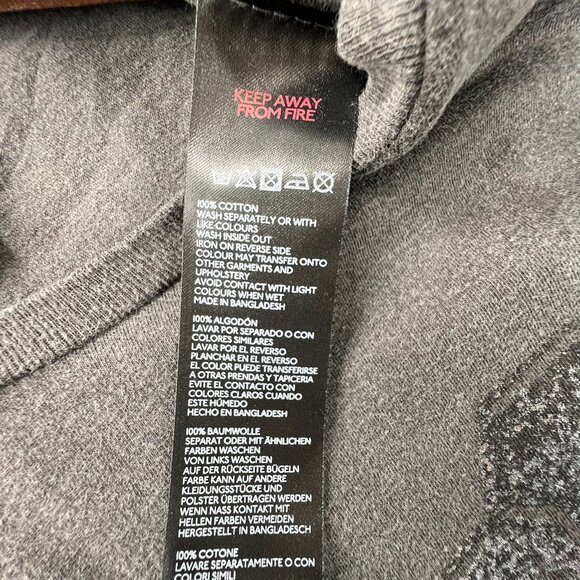 KEEP AWAY
FROM FIRE
100% COTTON
WASH SEPARATELY OR WITH
LIKE COLOURS
WASH INSIDE OUT
IRON ON REVERSE SIDE
COLOUR MAY TRANSFER ONTO
OTHER GARMENTS AND
UPHOLSTERY
AVOID CONTACT WITH LIGHT
COLOURS WHEN WET
MADE IN BANGLADESH
100% ALGODÓN
LAVAR POR SEPARADO O CON
COLORES SIMILARES
LAVAR POR EL REVERSO
PLANCHAR EN EL REVERSO
EL COLOR PUEDE TRANSFERIRSE
A OTRAS PRENDAS Y TAPICERIA
EVITE EL CONTACTO CON
COLORES CLAROS CUANDO
ESTE HÚMEDO
HECHO EN BANGLADESH
100% BAUMWOLLE
SEPARAT ODER MIT ÄHNLICHEN
FARBEN WASCHEN
VON LINKS WASCHEN
AUF DER RÜCKSEITE BÜGELN
FARBE KANN AUF ANDERE
KLEIDUNGSSTÜCKE UND
POLSTER ÜBERTRAGEN WERDEN
WENN NASS KONTAKT MIT
HELLEN FARBEN VERMEIDEN
HERGESTELLT IN BANGLADESCH
100% COTONE
LAVARE SEPARATAMENTE O CON
COLORI SIMILI